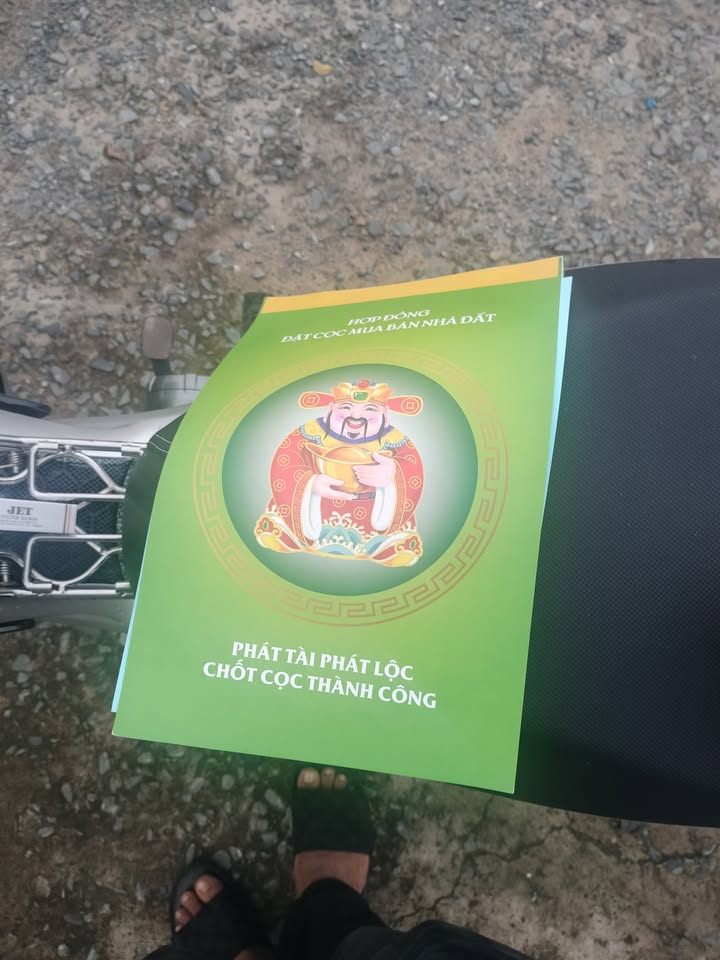 HỢP ĐỒNG
ĐẶT CỌC MUA BÁN NHÀ ĐẤT
PHÁT TÀI PHÁT LỘC
CHỐT CỌC THÀNH CÔNG
JET